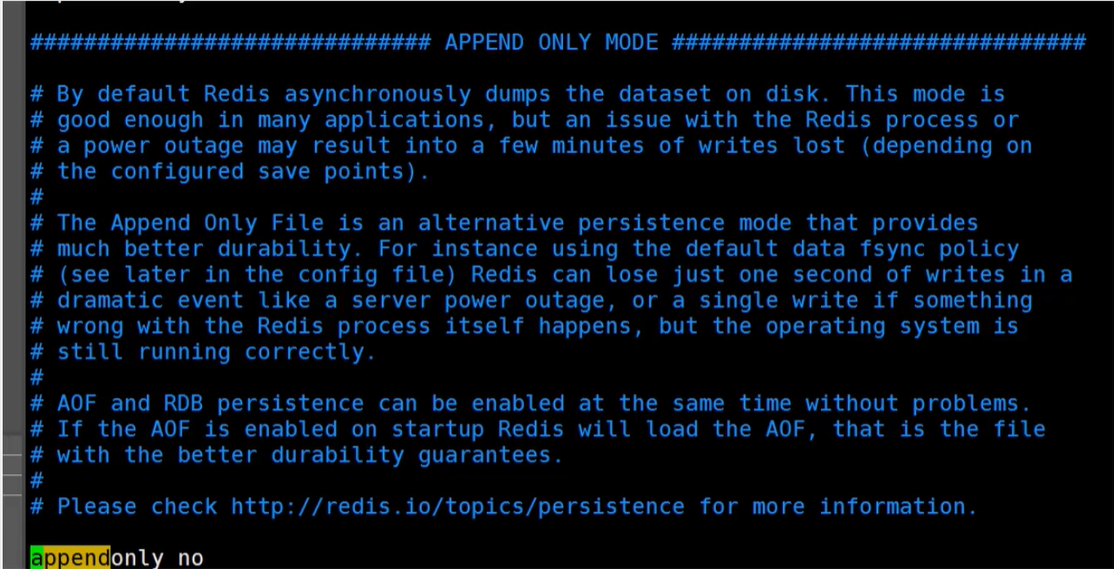 ############################## APPEND ONLY MODE ###############################
# By default Redis asynchronously dumps the dataset on disk. This mode is
# good enough in many applications, but an issue with the Redis process or
# a power outage may result into a few minutes of writes lost (depending on
# the configured save points).
#
# The Append Only File is an alternative persistence mode that provides
# much better durability. For instance using the default data fsync policy
# (see later in the config file) Redis can lose just one second of writes in a
# dramatic event like a server power outage, or a single write if something
# wrong with the Redis process itself happens, but the operating system is
# still running correctly.
#
# AOF and RDB persistence can be enabled at the same time without problems.
# If the AOF is enabled on startup Redis will load the AOF, that is the file
# with the better durability guarantees.
#
# Please check http://redis.io/topics/persistence for more information.
appendonly no